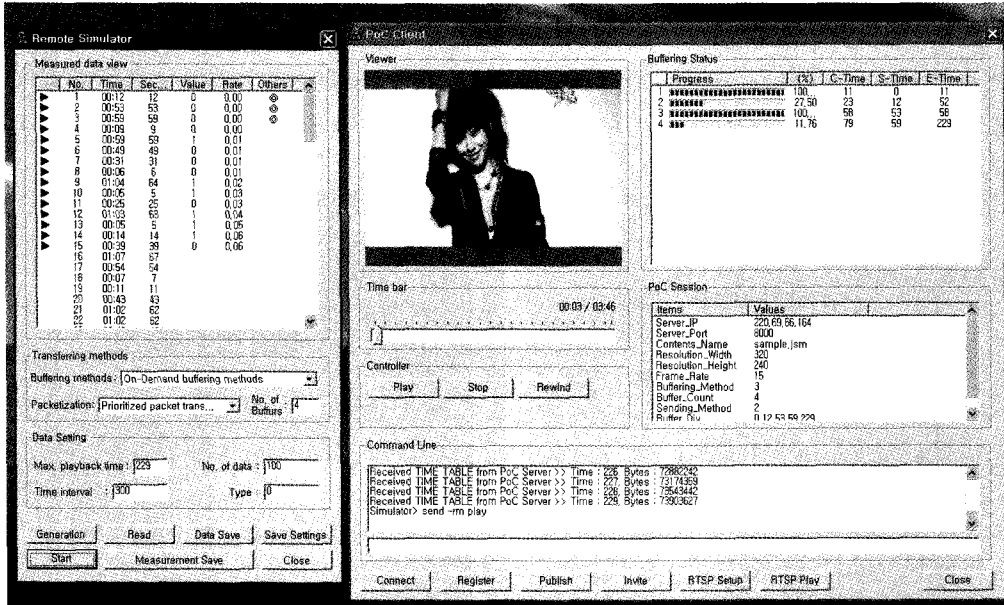 Remote Simulator
Measured data view
No. Time Sec... Value Rate Others
1 00:12 12 0 0,00 ◎
2 00:53 53 0 0,00 ◎
3 00:59 59 0 0,00 ◎
4 00:09 9 0 0,00
5 00:59 59 1 0,01
6 00:49 49 0 0,01
7 00:31 31 0 0,01
8 00:06 6 0 0,01
9 01:04 64 1 0,02
10 00:05 5 1 0,03
11 00:25 25 0 0,03
12 01:03 63 1 0,04
13 00:05 5 1 0,05
14 00:14 14 1 0,06
15 00:39 39 0 0,06
16 01:07 67
17 00:54 54
18 00:07 7
19 00:11 11
20 00:43 43
21 01:02 62
22 01:02 62
Transferring methods
Buffering methods: On-Demand buffering methods
Packetization: Prioritized packet trans... No. of Buffurs 4
Data Setting
Max. playback time: 229 No. of data: 100
Time interval : 300 Type : 0
Generation Read Data Save Save Settings
Start Measurement Save Close
PoC Client
Viewer
Time bar
00:03 / 03:46
Controller
Play Stop Rewind
Buffering Status
Progress (%) C-Time S-Time E-Time
1 100,... 11 0 11
2 27,50 23 12 52
3 100,... 58 53 58
4 11,76 79 59 229
PoC Session
Items Values
Server_IP 220,69,66,164
Server_Port 8000
Contents_Name sample,jsm
Resolution_Width 320
Resolution_Height 240
Frame_Rate 15
Buffering_Method 3
Buffer_Count 4
Sending_Method 2
Buffer_Div 0,12,53,59,229
Command Line
Received TIME TABLE from PoC Server >> Time : 226, Bytes : 72882242
Received TIME TABLE from PoC Server >> Time : 227, Bytes : 73174359
Received TIME TABLE from PoC Server >> Time : 228, Bytes : 73543442
Received TIME TABLE from PoC Server >> Time : 229, Bytes : 73903627
Simulator> send -rm play
Connect Register Publish Invite RTSP Setup RTSP Play Close